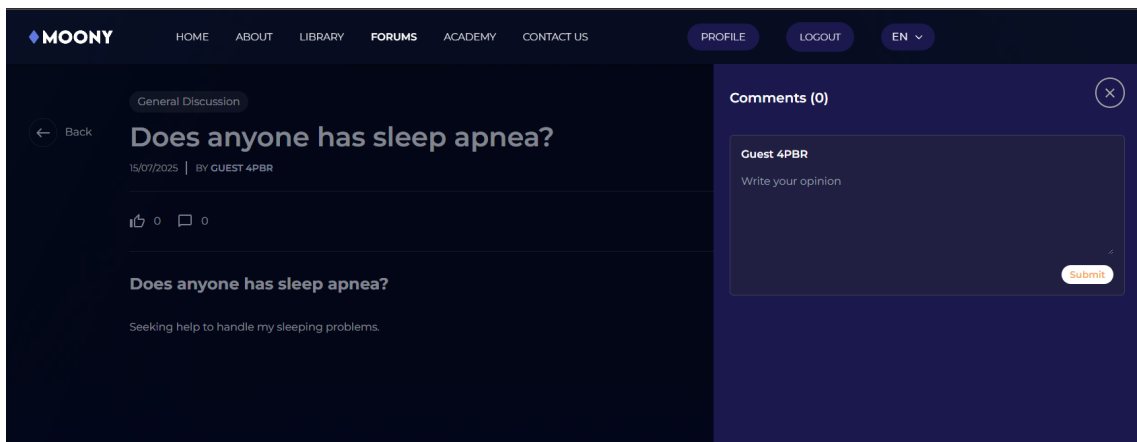 MOONY HOME ABOUT LIBRARY FORUMS ACADEMY CONTACT US PROFILE LOGOUT EN
General Discussion
Back
Does anyone has sleep apnea?
15/07/2025 BY GUEST 4PBR
0 0
Does anyone has sleep apnea?
Seeking help to handle my sleeping problems.
Comments (0)
Guest 4PBR
Write your opinion
Submit